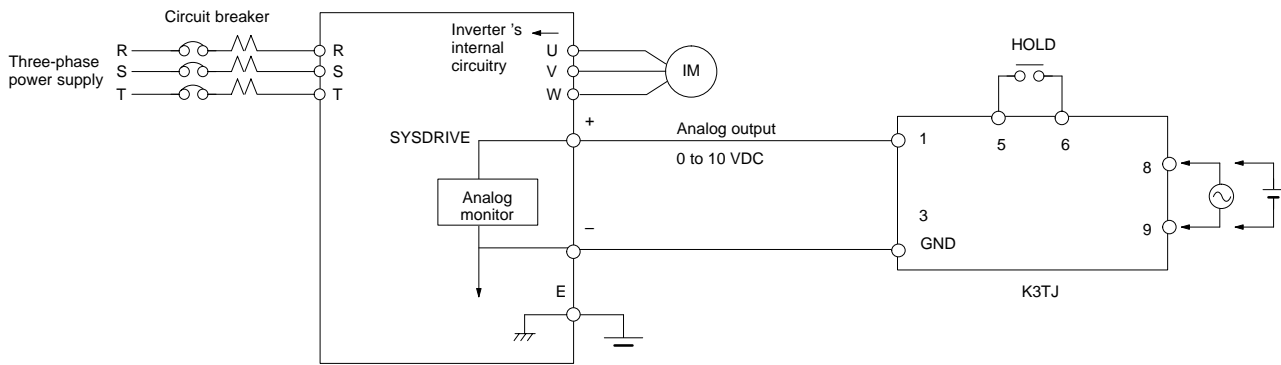 Circuit breaker
Three-phase
power supply
R
S
T
R
S
T
Inverter 's
internal
circuitry
U
V
W
IM
SYSDRIVE
+
Analog
monitor
–
E
Analog output
0 to 10 VDC
HOLD
5
6
1
3
GND
8
9
K3TJ